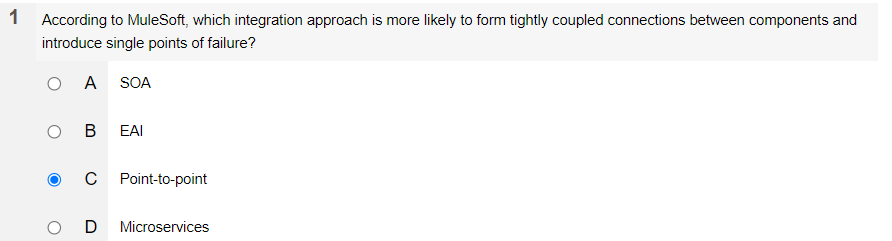 1
According to MuleSoft, which integration approach is more likely to form tightly coupled connections between components and
introduce single points of failure?
A SOA
B EAI
C Point-to-point
D Microservices